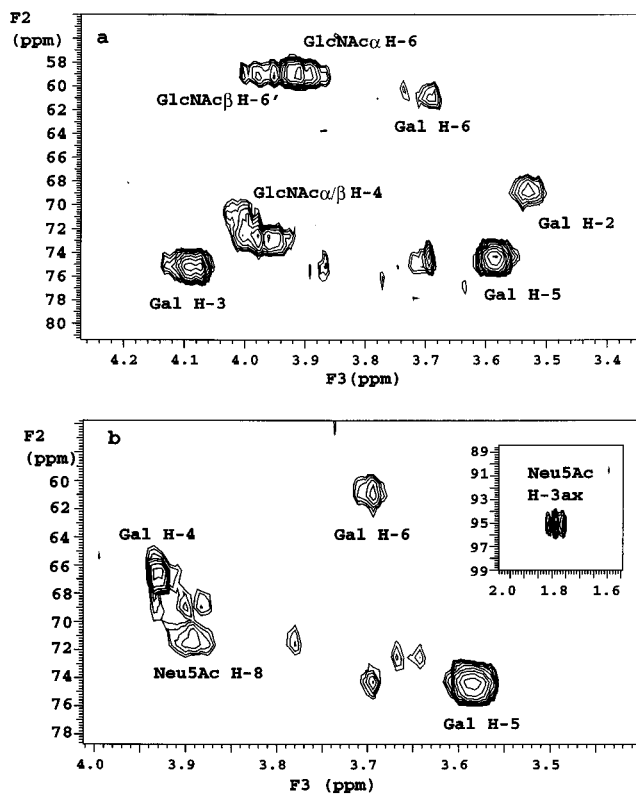 F2
(ppm)
a
GlcNAcα H-6
58
60
62
64
66
68
70
72
74
76
78
80
GlcNAcβ H-6'
Gal H-6
GlcNAcα/β H-4
Gal H-2
Gal H-3
Gal H-5
4.2 4.1 4.0 3.9 3.8 3.7 3.6 3.5 3.4
F3(ppm)
F2
(ppm)
b
60
62
64
66
68
70
72
74
76
78
Gal H-4
Gal H-6
89
91
93
95
97
99
Neu5Ac
H-3ax
2.0 1.8 1.6
Neu5Ac H-8
Gal H-5
4.0 3.9 3.8 3.7 3.6 3.5
F3 (ppm)